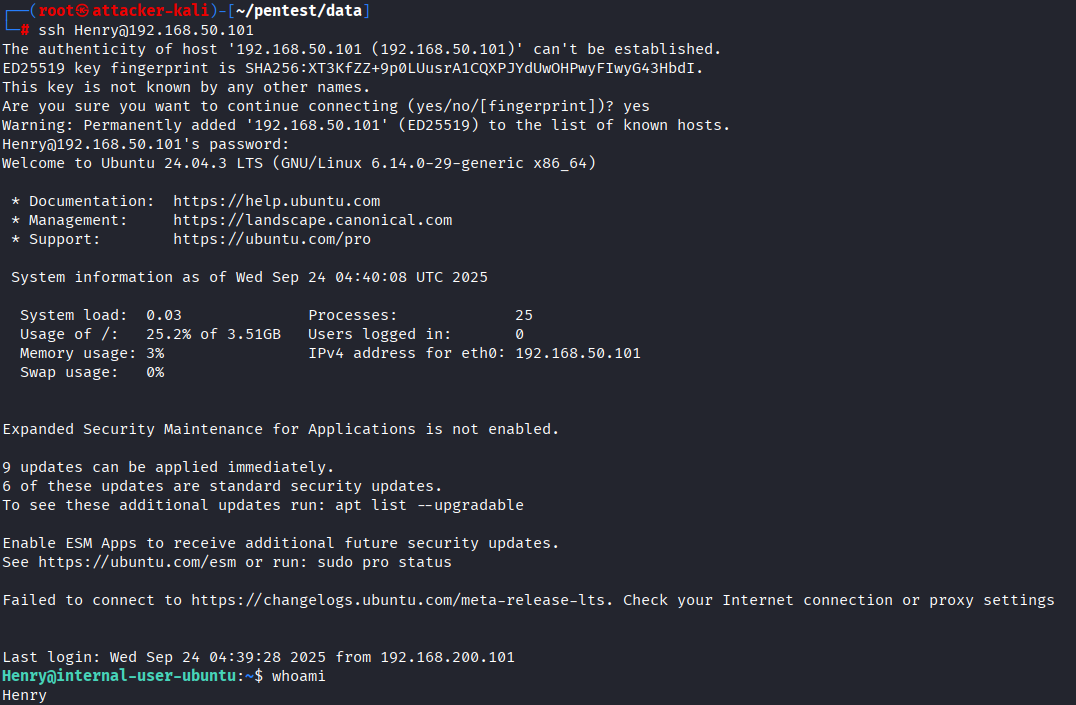 ┌──(root㉿attacker-kali)-[~/pentest/data]
└─# ssh Henry@192.168.50.101
The authenticity of host '192.168.50.101 (192.168.50.101)' can't be established.
ED25519 key fingerprint is SHA256:XT3KfZZ+9p0LUusrA1CQXPJYdUwOHPwyFIwyG43HbdI.
This key is not known by any other names.
Are you sure you want to continue connecting (yes/no/[fingerprint])? yes
Warning: Permanently added '192.168.50.101' (ED25519) to the list of known hosts.
Henry@192.168.50.101's password:
Welcome to Ubuntu 24.04.3 LTS (GNU/Linux 6.14.0-29-generic x86_64)
* Documentation:  https://help.ubuntu.com
* Management:     https://landscape.canonical.com
* Support:        https://ubuntu.com/pro
System information as of Wed Sep 24 04:40:08 UTC 2025
System load:  0.03              Processes:             25
Usage of /:   25.2% of 3.51GB   Users logged in:       0
Memory usage: 3%                IPv4 address for eth0: 192.168.50.101
Swap usage:   0%
Expanded Security Maintenance for Applications is not enabled.
9 updates can be applied immediately.
6 of these updates are standard security updates.
To see these additional updates run: apt list --upgradable
Enable ESM Apps to receive additional future security updates.
See https://ubuntu.com/esm or run: sudo pro status
Failed to connect to https://changelogs.ubuntu.com/meta-release-lts. Check your Internet connection or proxy settings
Last login: Wed Sep 24 04:39:28 2025 from 192.168.200.101
Henry@internal-user-ubuntu:~$ whoami
Henry